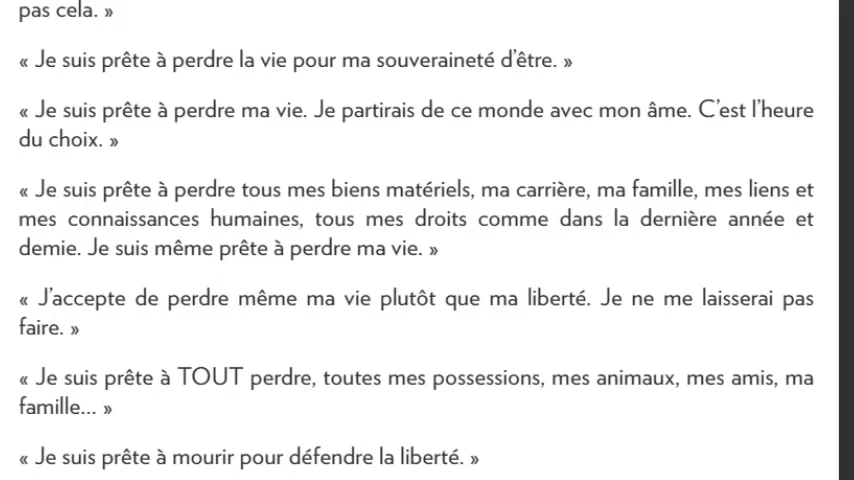 pas cela. »
« Je suis prête à perdre la vie pour ma souveraineté d’être. »
« Je suis prête à perdre ma vie. Je partirais de ce monde avec mon âme. C’est l’heure
du choix. »
« Je suis prête à perdre tous mes biens matériels, ma carrière, ma famille, mes liens et
mes connaissances humaines, tous mes droits comme dans la dernière année et
demie. Je suis même prête à perdre ma vie. »
« J’accepte de perdre même ma vie plutôt que ma liberté. Je ne me laisserai pas
faire. »
« Je suis prête à TOUT perdre, toutes mes possessions, mes animaux, mes amis, ma
famille... »
« Je suis prête à mourir pour défendre la liberté. »